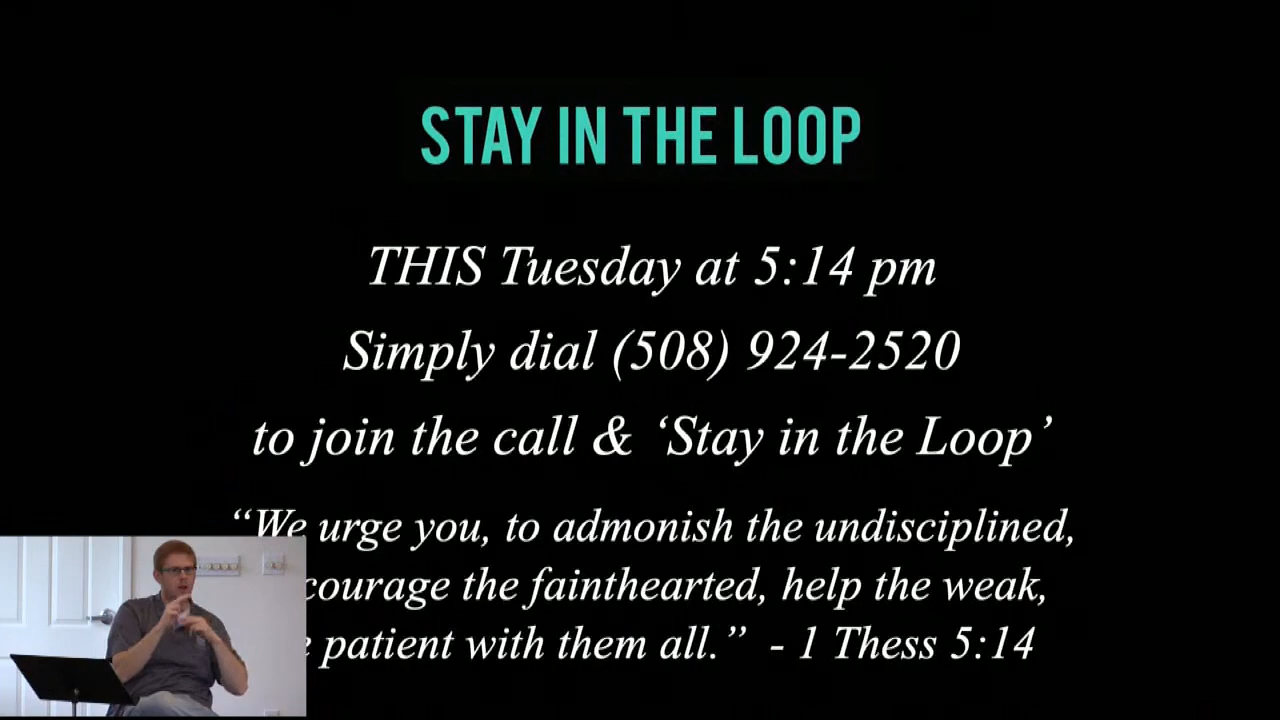 STAY IN THE LOOP
THIS Tuesday at 5:14 pm
Simply dial (508) 924-2520
to join the call & ‘Stay in the Loop’
“We urge you, to admonish the undisciplined,
courage the fainthearted, help the weak,
e patient with them all.” - 1 Thess 5:14